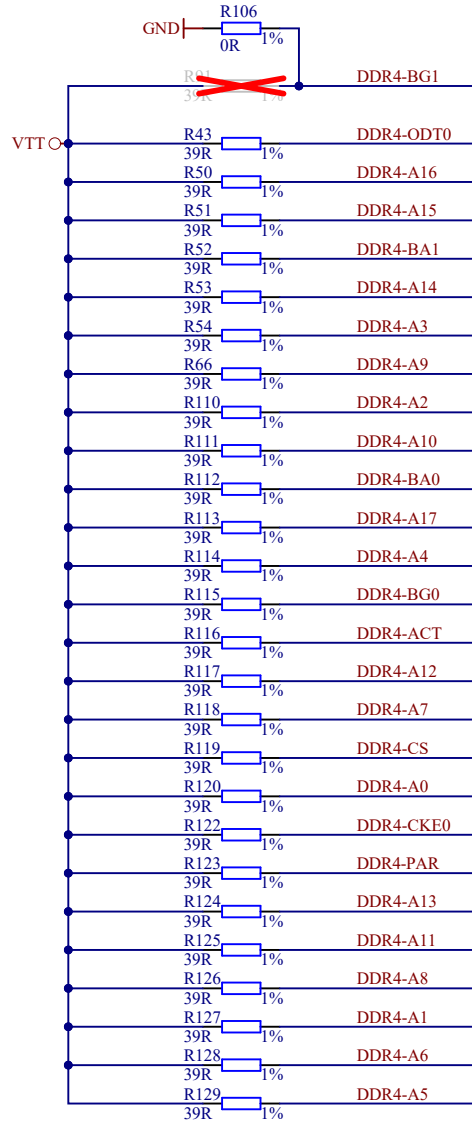 R106
GND
0R 1%
DDR4-BG1
39R 1%
VTT
R43 DDR4-ODT0
39R 1%
R50 DDR4-A16
39R 1%
R51 DDR4-A15
39R 1%
R52 DDR4-BA1
39R 1%
R53 DDR4-A14
39R 1%
R54 DDR4-A3
39R 1%
R66 DDR4-A9
39R 1%
R110 DDR4-A2
39R 1%
R111 DDR4-A10
39R 1%
R112 DDR4-BA0
39R 1%
R113 DDR4-A17
39R 1%
R114 DDR4-A4
39R 1%
R115 DDR4-BG0
39R 1%
R116 DDR4-ACT
39R 1%
R117 DDR4-A12
39R 1%
R118 DDR4-A7
39R 1%
R119 DDR4-CS
39R 1%
R120 DDR4-A0
39R 1%
R122 DDR4-CKE0
39R 1%
R123 DDR4-PAR
39R 1%
R124 DDR4-A13
39R 1%
R125 DDR4-A11
39R 1%
R126 DDR4-A8
39R 1%
R127 DDR4-A1
39R 1%
R128 DDR4-A6
39R 1%
R129 DDR4-A5
39R 1%